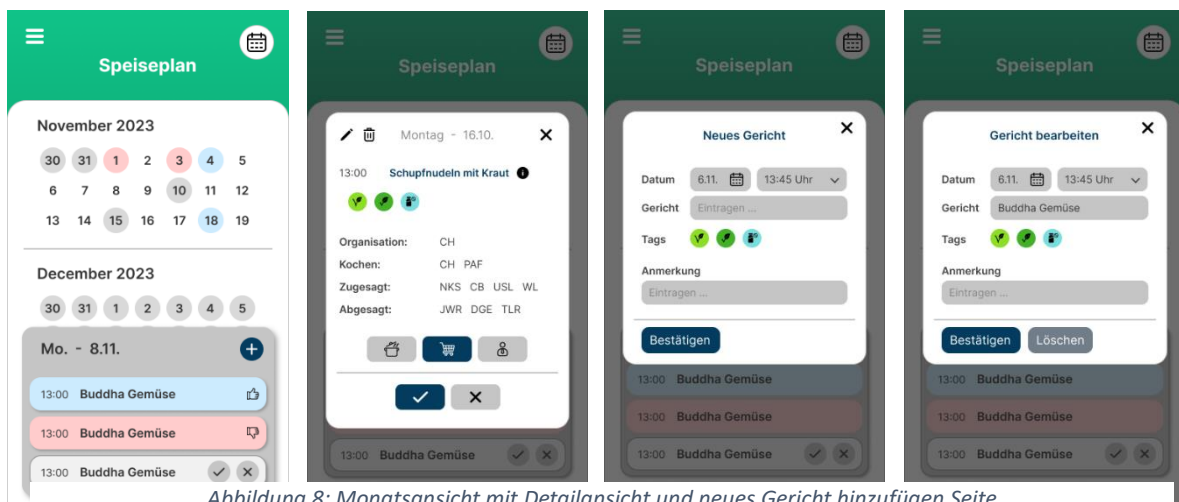 Speiseplan
November 2023
30 31 1 2 3 4 5
6 7 8 9 10 11 12
13 14 15 16 17 18 19
December 2023
30 31 1 2 3 4 5
Mo. - 8.11.
13:00 Buddha Gemüse
13:00 Buddha Gemüse
13:00 Buddha Gemüse
Speiseplan
Montag - 16.10.
13:00 Schupfnudeln mit Kraut
Organisation: CH
Kochen: CH PAF
Zugesagt: NKS CB USL WL
Abgesagt: JWR DGE TLR
13:00 Buddha Gemüse
Speiseplan
Neues Gericht
Datum 6.11. 13:45 Uhr
Gericht Eintragen ...
Tags
Anmerkung
Eintragen ...
Bestätigen
13:00 Buddha Gemüse
13:00 Buddha Gemüse
13:00 Buddha Gemüse
Speiseplan
Gericht bearbeiten
Datum 6.11. 13:45 Uhr
Gericht Buddha Gemüse
Tags
Anmerkung
Eintragen ...
Bestätigen Löschen
13:00 Buddha Gemüse
13:00 Buddha Gemüse
13:00 Buddha Gemüse
Abbildung 8: Monatsansicht mit Detailansicht und neues Gericht hinzufügen Seite